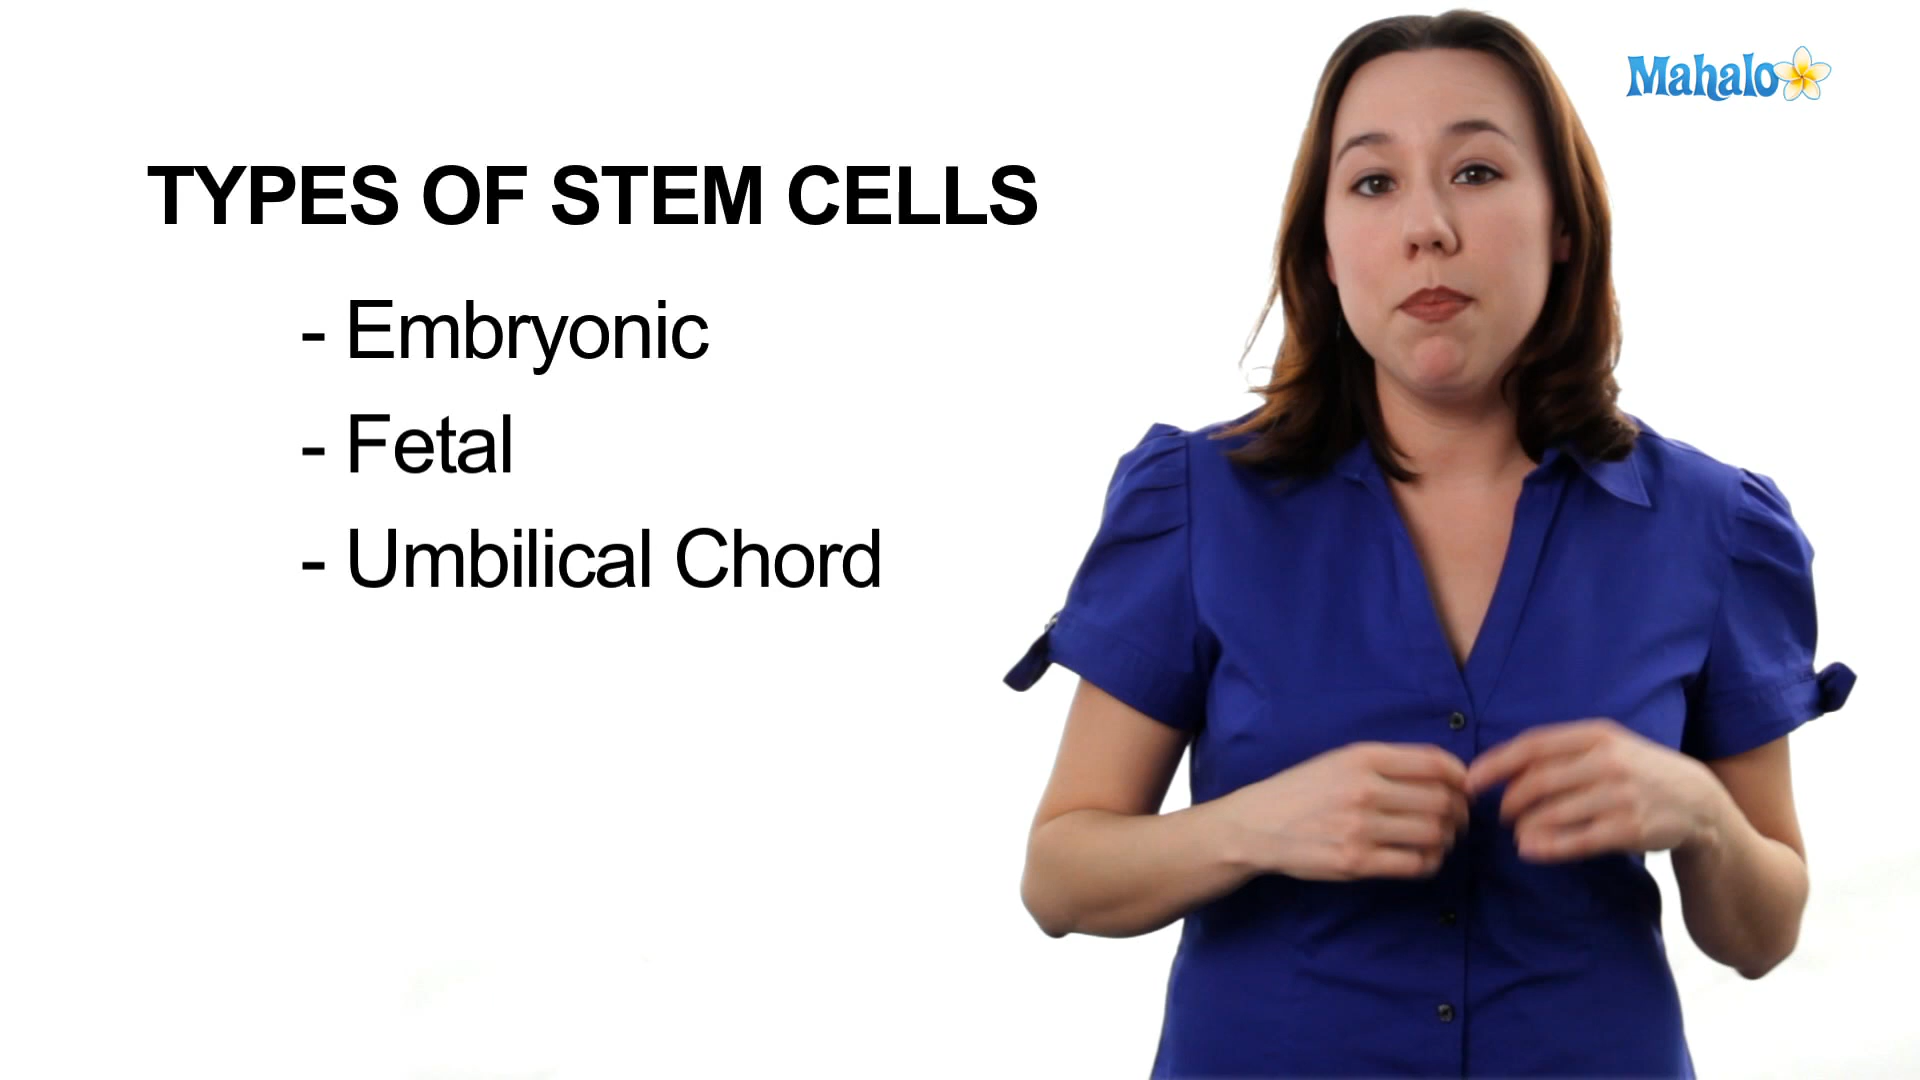 Mahalo
TYPES OF STEM CELLS
- Embryonic
- Fetal
- Umbilical Chord